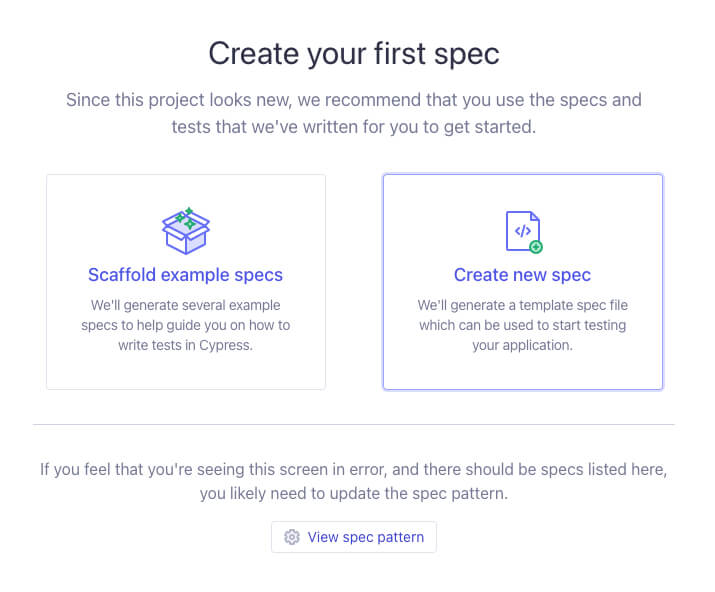 Create your first spec
Since this project looks new, we recommend that you use the specs and
tests that we've written for you to get started.
Scaffold example specs
We'll generate several example
specs to help guide you on how to
write tests in Cypress.
</>
Create new spec
We'll generate a template spec file
which can be used to start testing
your application.
If you feel that you're seeing this screen in error, and there should be specs listed here,
you likely need to update the spec pattern.
View spec pattern